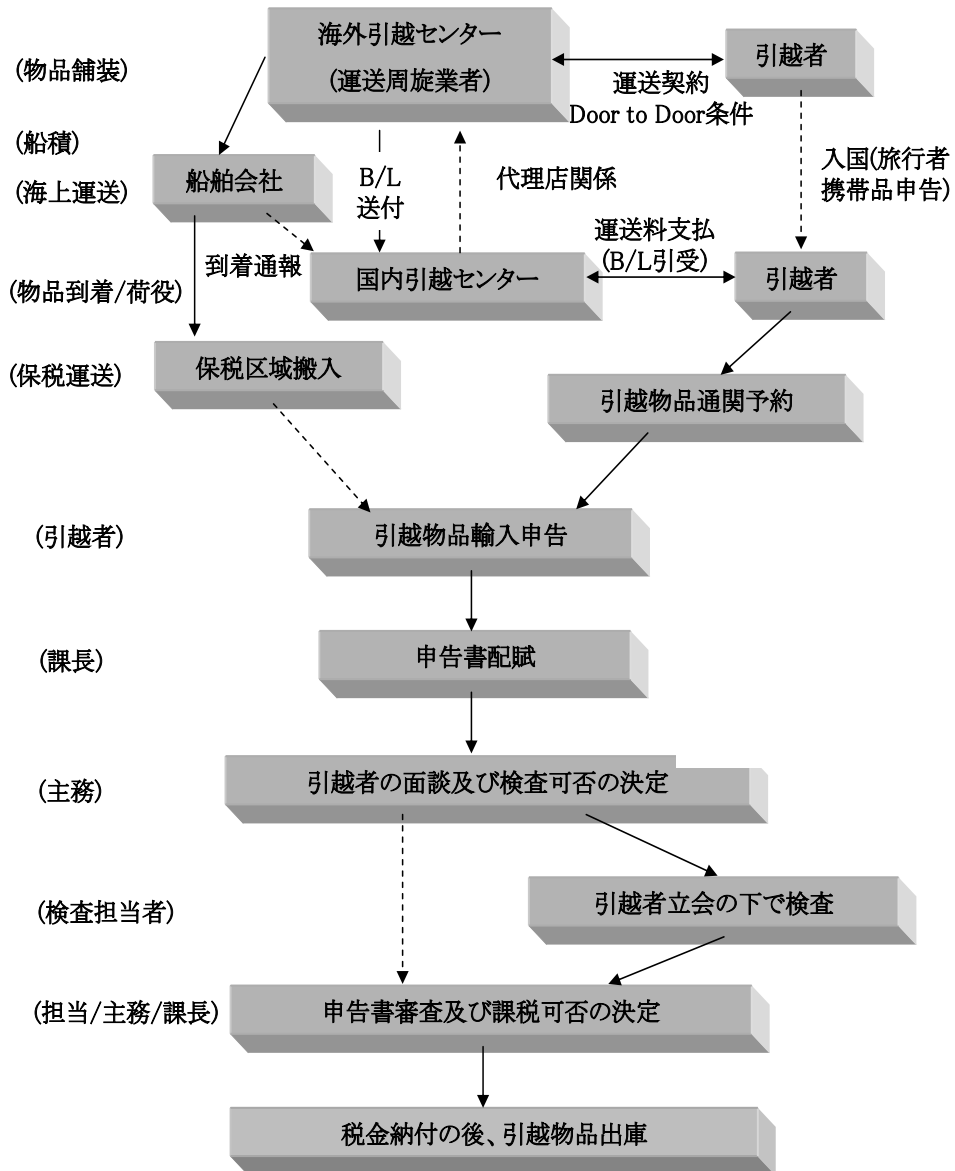 海外引越センター
(運送周旋業者)
引越者
(物品舗装)
運送契約
Door to Door条件
(船積)
(海上運送)
船舶会社
B/L
送付
代理店関係
入国(旅行者
携帯品申告)
到着通報
国内引越センター
運送料支払
(B/L引受)
引越者
(物品到着/荷役)
(保税運送)
保税区域搬入
引越物品通関予約
(引越者)
引越物品輸入申告
(課長)
申告書配賦
(主務)
引越者の面談及び検査可否の決定
(検査担当者)
引越者立会の下で検査
(担当/主務/課長)
申告書審査及び課税可否の決定
税金納付の後、引越物品出庫